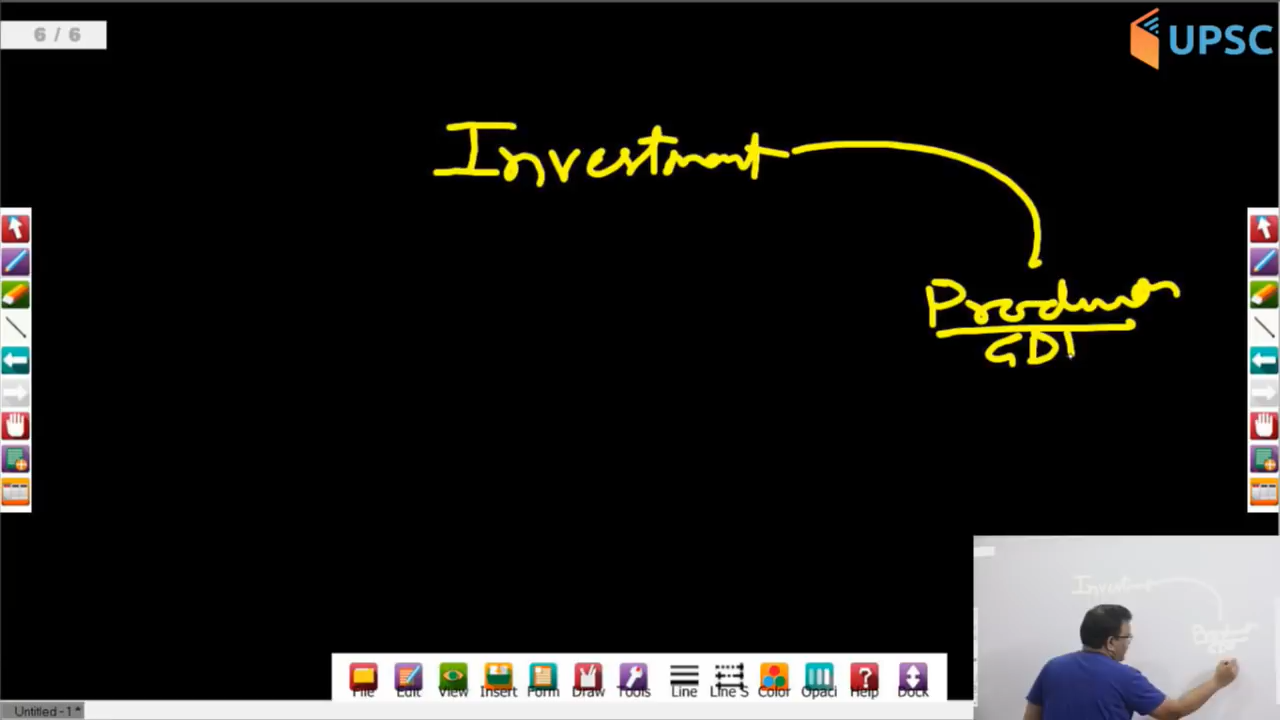 6 / 6
UPSC
Investment
Producer
GDP
File Edit View Insert Form Draw Tools Line Line S Color Opaci Help Dock
Untitled - 1 *